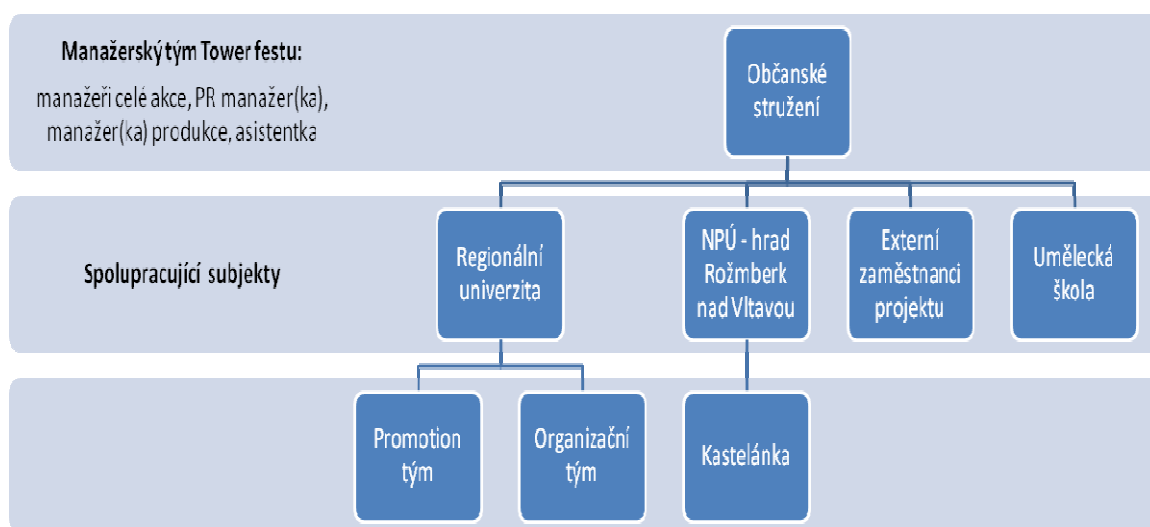 Manažerský tým Tower festu:
manažeři celé akce, PR manažer(ka),
manažer(ka) produkce, asistentka
Občanské
stružení
Spolupracující subjekty
Regionální
univerzita
NPÚ - hrad
Rožmberk
nad Vltavou
Externí
zaměstnanci
projektu
Umělecká
škola
Promotion
tým
Organizační
tým
Kastelánka